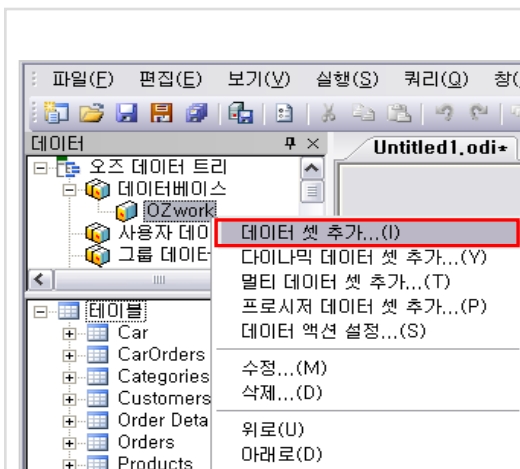 파일(F) 편집(E) 보기(V) 실행(S) 쿼리(Q) 창(
데이터
Untitled1.odi*
오즈 데이터 트리
데이터베이스
OZwork
사용자 데이
그룹 데이터
데이터 셋 추가...(I)
다이나믹 데이터 셋 추가...(Y)
멀티 데이터 셋 추가...(T)
프로시저 데이터 셋 추가...(P)
데이터 액션 설정...(S)
수정...(M)
삭제...(D)
위로(U)
아래로(D)
테이블
Car
CarOrders
Categories
Customers
Order Deta
Orders
Products